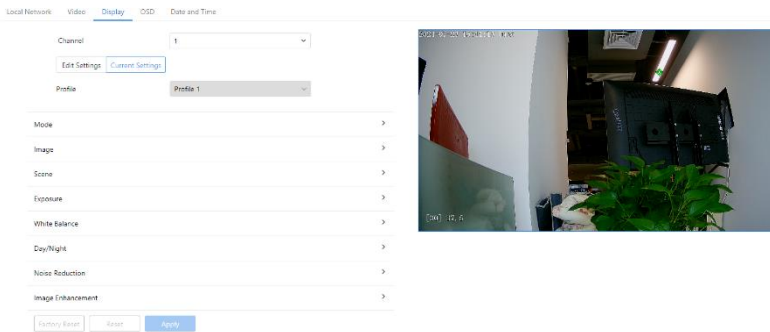 Local Network Video Display OSD Date and Time
Channel 1
Edit Settings Current Settings
Profile Profile 1
Mode
Image
Scene
Exposure
White Balance
Day/Night
Noise Reduction
Image Enhancement
Factory Reset Reset Apply